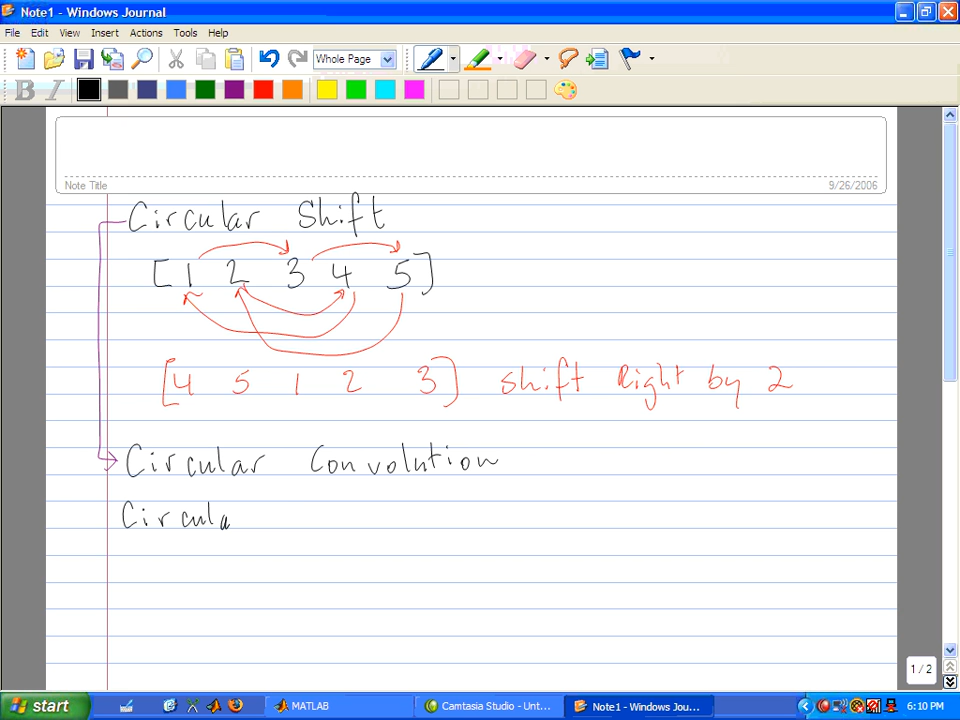 Note1 - Windows Journal
File Edit View Insert Actions Tools Help
Whole Page
B I
Note Title
9/26/2006
Circular Shift
[1 2 3 4 5]
[4 5 1 2 3] Shift Right by 2
Circular Convolution
Circula
1 / 2
start MATLAB Camtasia Studio - Unt... Note1 - Windows Jou... 6:10 PM